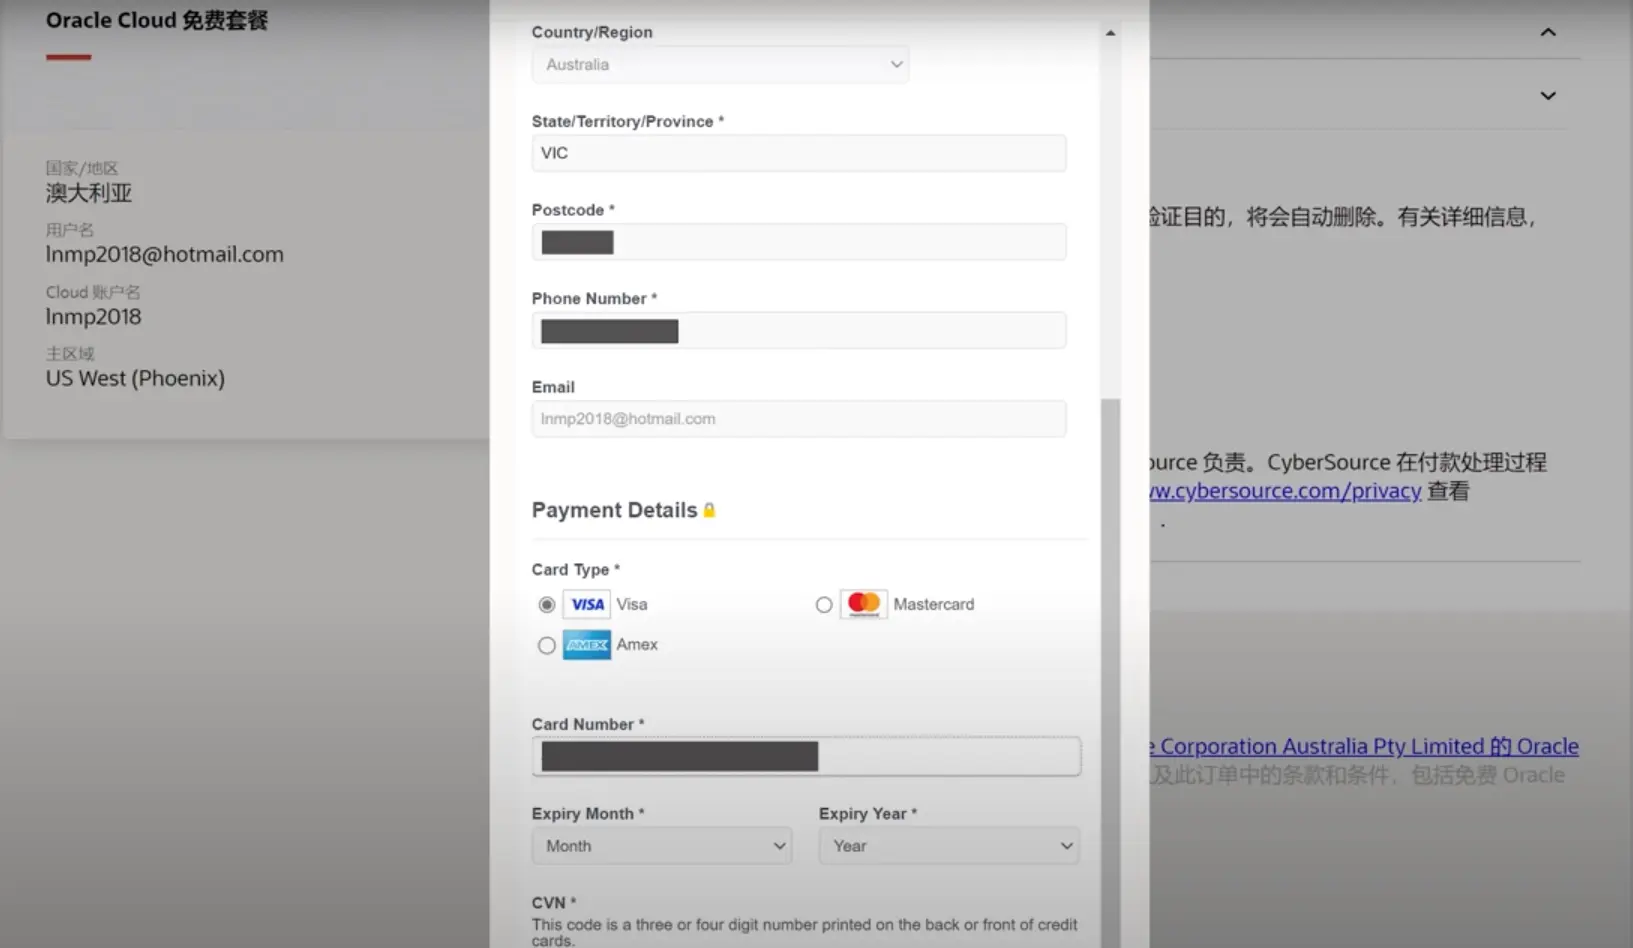 Oracle Cloud 免费套餐
国家/地区
澳大利亚
用户名
lnmp2018@hotmail.com
Cloud 账户名
lnmp2018
主区域
US West (Phoenix)
Country/Region
Australia
State/Territory/Province *
VIC
Postcode *
Phone Number *
Email
lnmp2018@hotmail.com
Payment Details
Card Type *
VISA Visa
Mastercard
AMEX Amex
Card Number *
Expiry Month *
Expiry Year *
Month
Year
CVN *
This code is a three or four digit number printed on the back or front of credit
cards.
证目的，将会自动删除。有关详细信息，
ource 负责。CyberSource 在付款处理过程
w.cybersource.com/privacy 查看
.
e Corporation Australia Pty Limited 的 Oracle
及此订单中的条款和条件，包括免费 Oracle